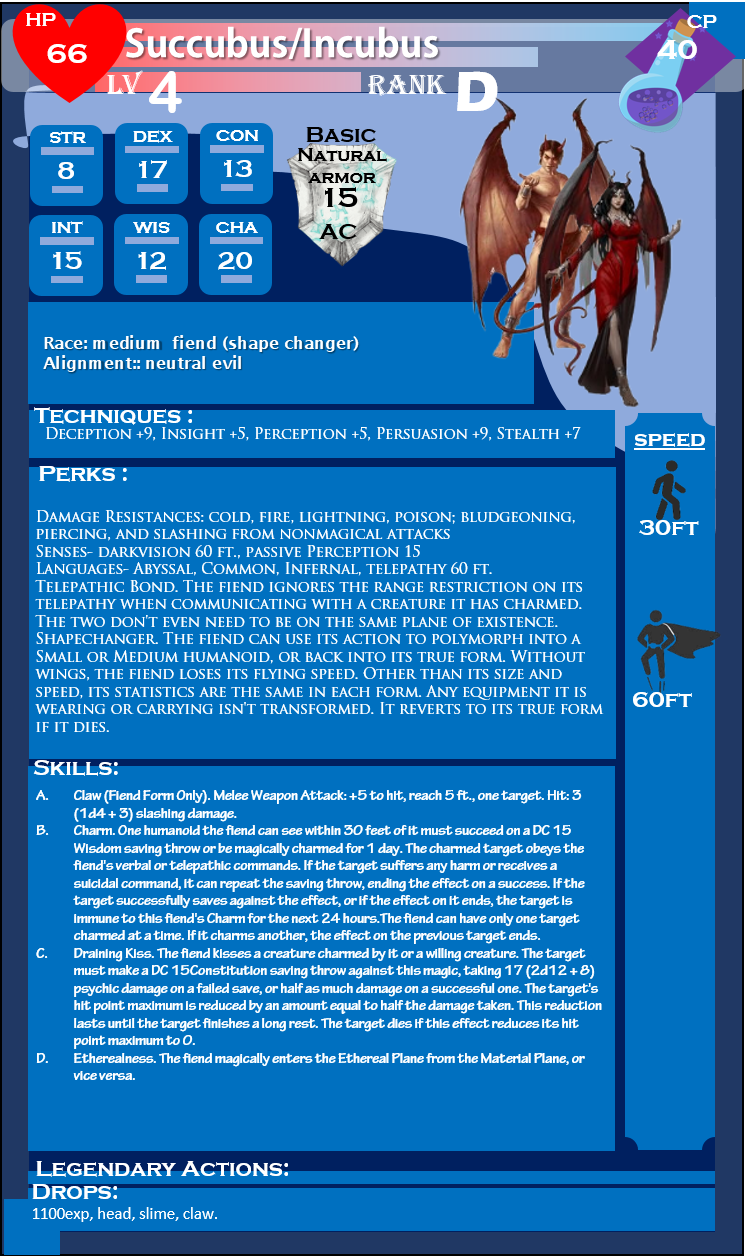 HP
66
Succubus/Incubus
CP
40
LV 4
RANK D
STR
8
DEX
17
CON
13
INT
15
WIS
12
CHA
20
Basic
Natural
armor
15
AC
Race: medium fiend (shape changer)
Alignment:: neutral evil
Techniques :
Deception +9, Insight +5, Perception +5, Persuasion +9, Stealth +7
Perks :
Damage Resistances: cold, fire, lightning, poison; bludgeoning,
piercing, and slashing from nonmagical attacks
Senses- darkvision 60 ft., passive Perception 15
Languages- Abyssal, Common, Infernal, telepathy 60 ft.
Telepathic Bond. The fiend ignores the range restriction on its
telepathy when communicating with a creature it has charmed.
The two don't even need to be on the same plane of existence.
Shapechanger. The fiend can use its action to polymorph into a
Small or Medium humanoid, or back into its true form. Without
wings, the fiend loses its flying speed. Other than its size and
speed, its statistics are the same in each form. Any equipment it is
wearing or carrying isn't transformed. It reverts to its true form
if it dies.
SPEED
30FT
60FT
Skills:
A. Claw (Fiend Form Only). Melee Weapon Attack: +5 to hit, reach 5 ft., one target. Hit: 3
(1d4 + 3) slashing damage.
B. Charm. One humanoid the fiend can see within 30 feet of it must succeed on a DC 15
Wisdom saving throw or be magically charmed for 1 day. The charmed target obeys the
fiend's verbal or telepathic commands. If the target suffers any harm or receives a
suicidal command, it can repeat the saving throw, ending the effect on a success. If the
target successfully saves against the effect, or if the effect on it ends, the target is
immune to this fiend's Charm for the next 24 hours.The fiend can have only one target
charmed at a time. If it charms another, the effect on the previous target ends.
C. Draining Kiss. The fiend kisses a creature charmed by it or a willing creature. The target
must make a DC 15Constitution saving throw against this magic, taking 17 (2d12 + 8)
psychic damage on a failed save, or half as much damage on a successful one. The target's
hit point maximum is reduced by an amount equal to half the damage taken. This reduction
lasts until the target finishes a long rest. The target dies if this effect reduces its hit
point maximum to 0.
D. Etherealness. The fiend magically enters the Ethereal Plane from the Material Plane, or
vice versa.
Legendary Actions:
Drops:
1100exp, head, slime, claw.